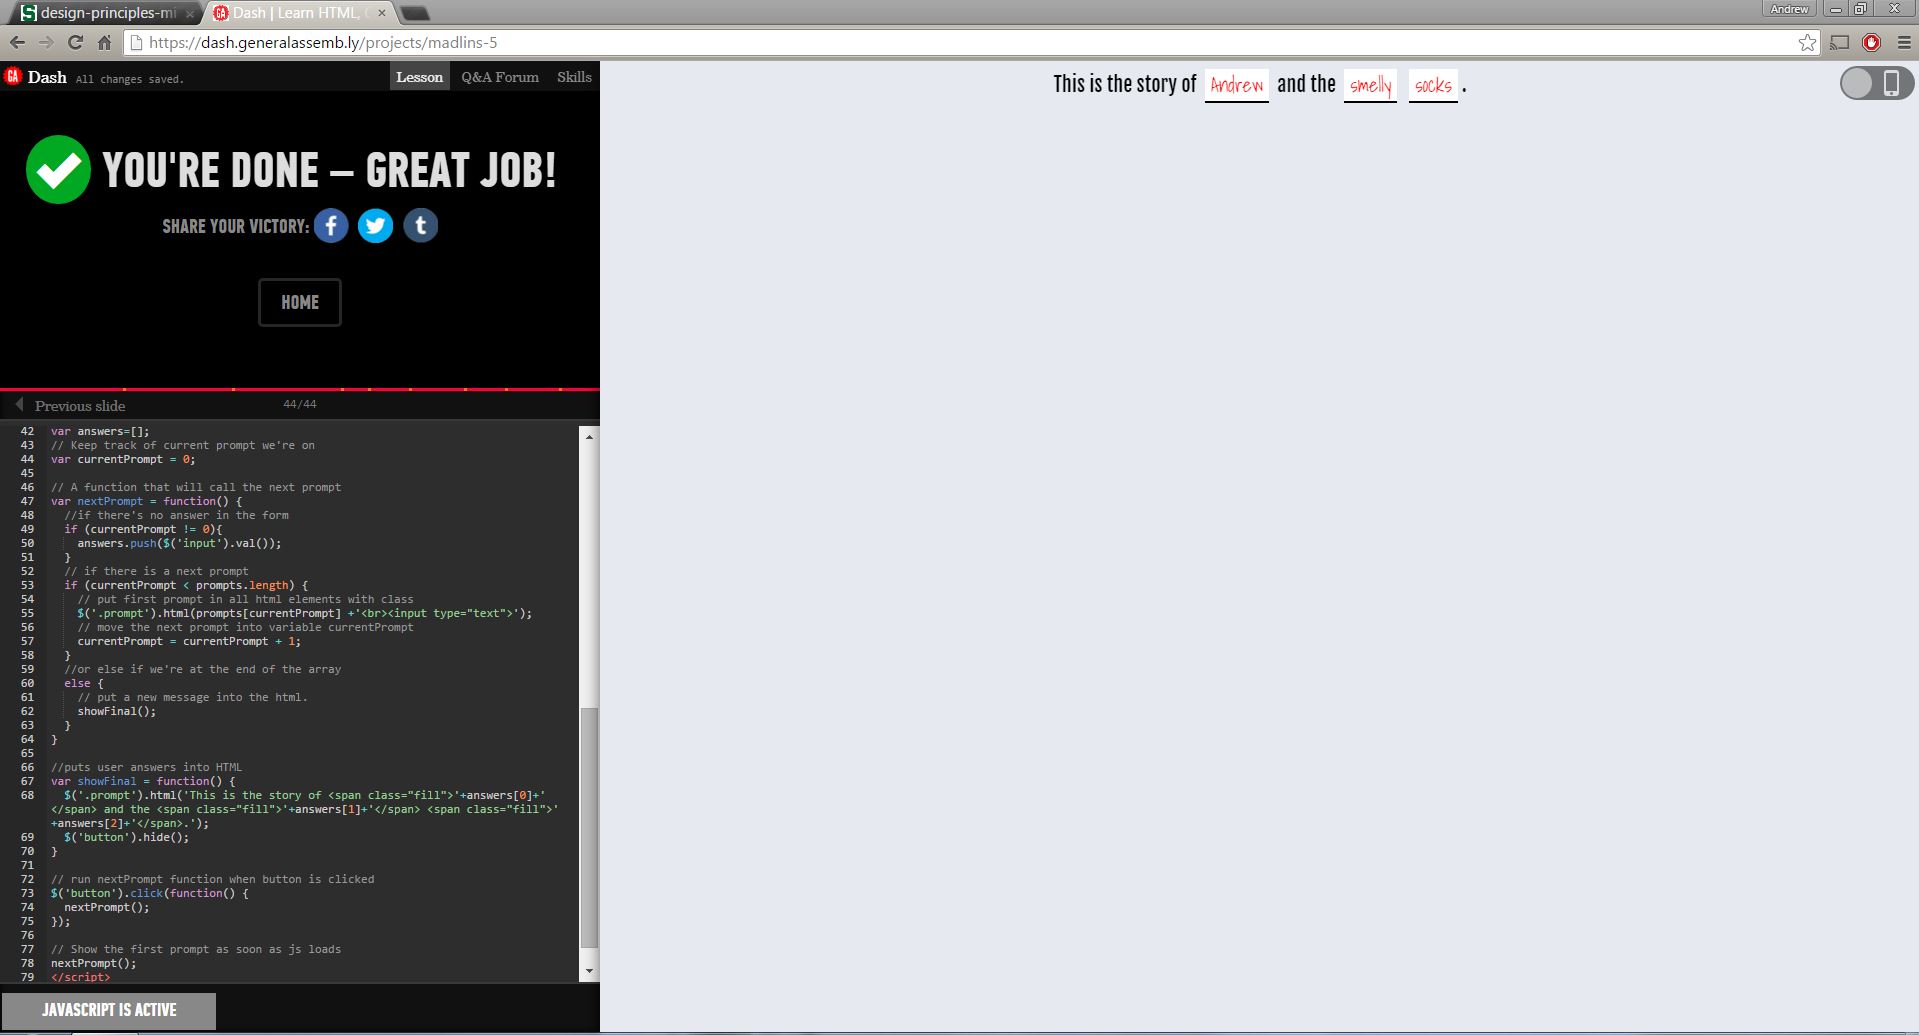 design-principles-mi
Dash | Learn HTML, C
Andrew
https://dash.generalassemb.ly/projects/madlins-5
GA Dash All changes saved. Lesson Q&A Forum Skills
YOU'RE DONE – GREAT JOB!
SHARE YOUR VICTORY:
HOME
Previous slide 44/44
42 var answers=[];
43 // Keep track of current prompt we're on
44 var currentPrompt = 0;
45
46 // A function that will call the next prompt
47 var nextPrompt = function() {
48 //if there's no answer in the form
49 if (currentPrompt != 0){
50 answers.push($('input').val());
51 }
52 // if there is a next prompt
53 if (currentPrompt < prompts.length) {
54 // put first prompt in all html elements with class
55 $('.prompt').html(prompts[currentPrompt] +'<br><input type="text">');
56 // move the next prompt into variable currentPrompt
57 currentPrompt = currentPrompt + 1;
58 }
59 //or else if we're at the end of the array
60 else {
61 // put a new message into the html.
62 showFinal();
63 }
64 }
65
66 //puts user answers into HTML
67 var showFinal = function() {
68 $('.prompt').html('This is the story of <span class="fill">'+answers[0]+'
</span> and the <span class="fill">'+answers[1]+'</span> <span class="fill">'
+answers[2]+'</span>.');
69 $('button').hide();
70 }
71
72 // run nextPrompt function when button is clicked
73 $('button').click(function() {
74 nextPrompt();
75 });
76
77 // Show the first prompt as soon as js loads
78 nextPrompt();
79 </script>
JAVASCRIPT IS ACTIVE
This is the story of Andrew and the smelly socks .